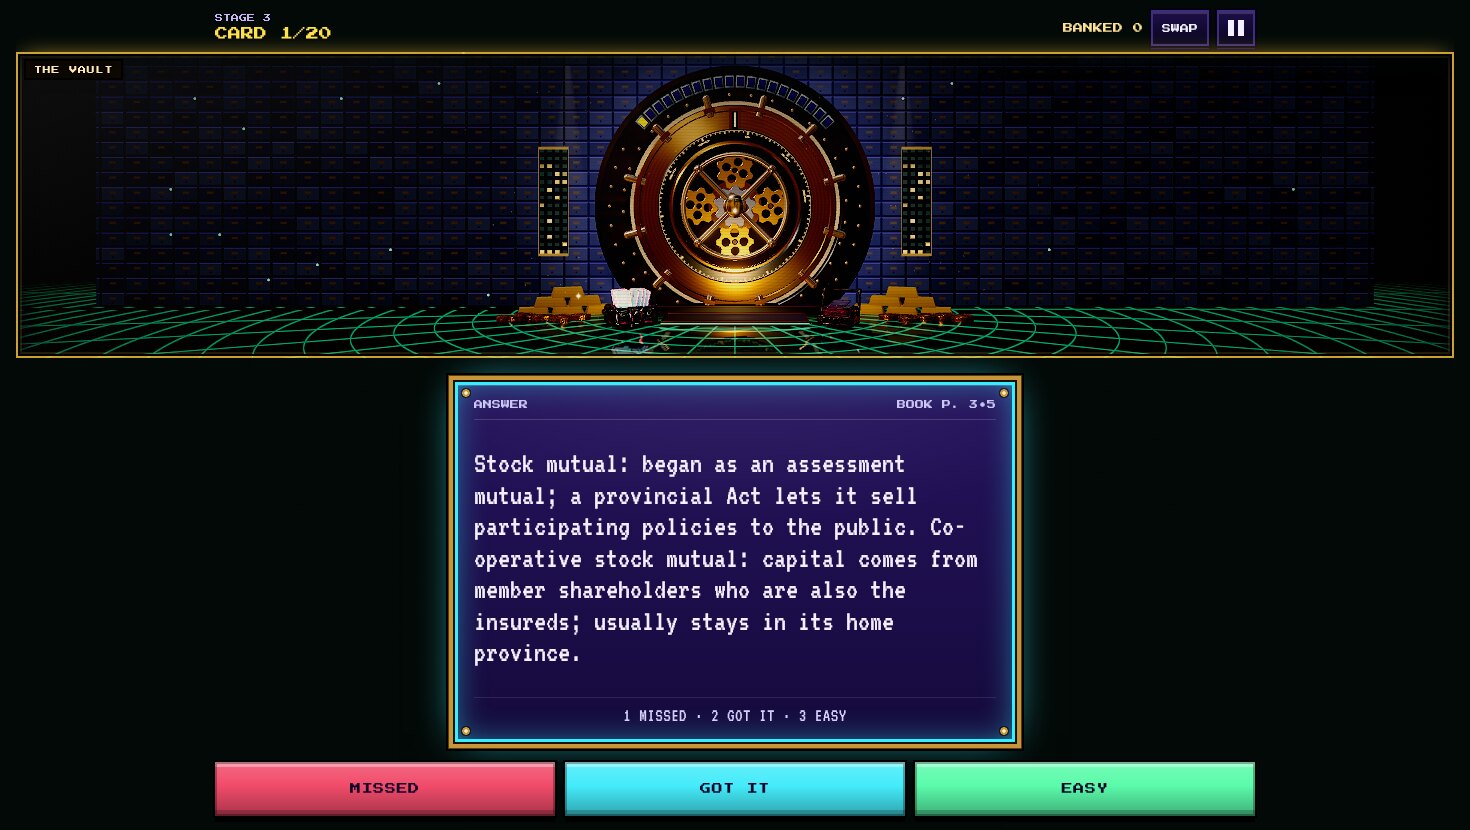 STAGE 3
CARD 1/20
BANKED 0
SWAP
THE VAULT
ANSWER
BOOK P. 3•5
Stock mutual: began as an assessment
mutual; a provincial Act lets it sell
participating policies to the public. Co-
operative stock mutual: capital comes from
member shareholders who are also the
insureds; usually stays in its home
province.
1 MISSED · 2 GOT IT · 3 EASY
MISSED
GOT IT
EASY